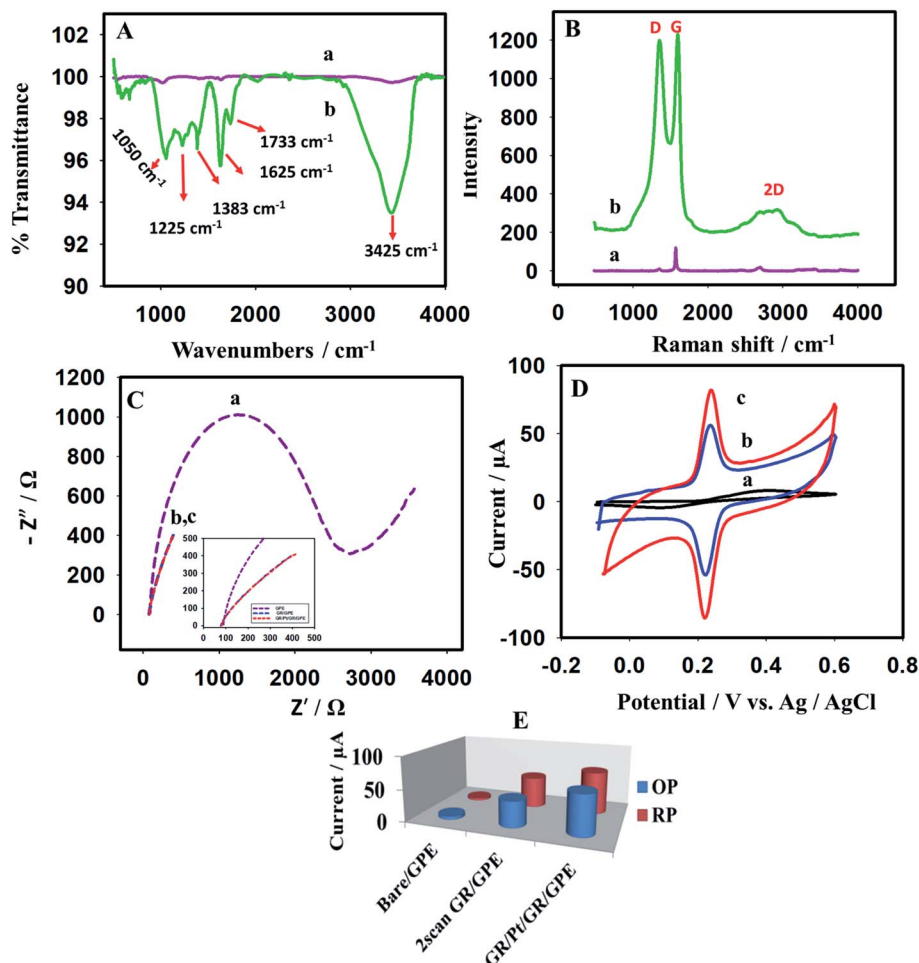 A
a
b
100
98
96
94
92
90
% Transmittance
1050 cm-1
1225 cm-1
1383 cm-1
1625 cm-1
1733 cm-1
3425 cm-1
1000 2000 3000 4000
Wavenumbers / cm-1
B
D G
2D
b
a
1200
1000
800
600
400
200
0
Intensity
0 1000 2000 3000 4000
Raman shift / cm-1
C
a
b,c
1200
1000
800
600
400
200
0
- Z″ / Ω
0 1000 2000 3000 4000
Z′ / Ω
500
400
300
200
100
0
0 100 200 300 400 500
GPE
GR/GPE
GR/Pt/GR/GPE
D
c
b
a
100
50
0
-50
-100
Current / µA
-0.2 0.0 0.2 0.4 0.6 0.8
Potential / V vs. Ag / AgCl
E
100
50
0
Current / µA
OP
RP
Bare/GPE
2scan GR/GPE
GR/Pt/GR/GPE